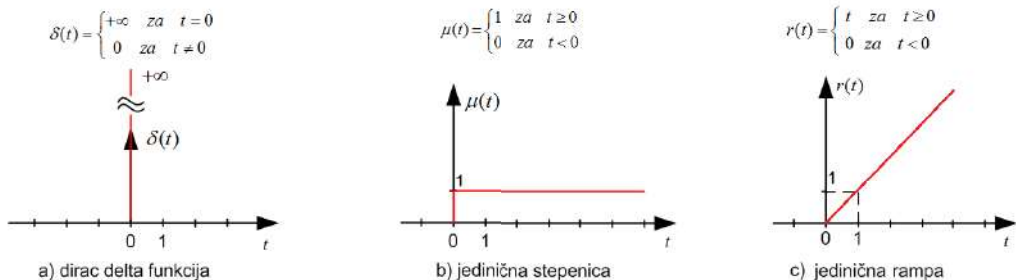 δ(t) = { +∞ za t = 0
0 za t ≠ 0
+∞
δ(t)
0 1 t
a) dirac delta funkcija
μ(t) = { 1 za t ≥ 0
0 za t < 0
μ(t)
1
0 1 t
b) jedinična stepenica
r(t) = { t za t ≥ 0
0 za t < 0
r(t)
1
0 1 t
c) jedinična rampa